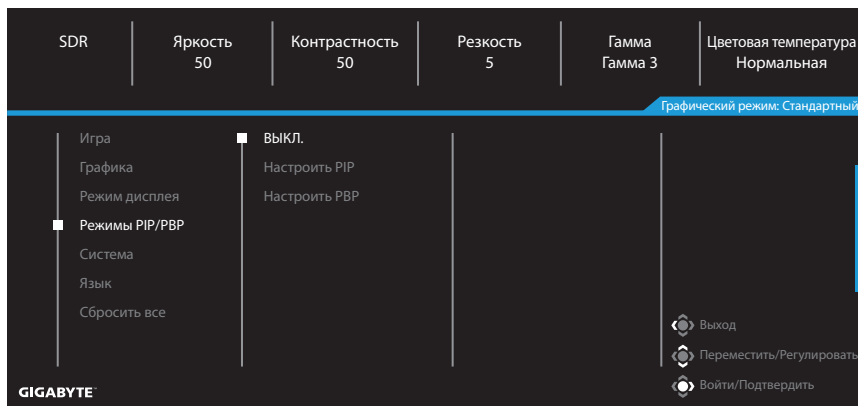 SDR
Яркость
50
Контрастность
50
Резкость
5
Гамма
Гамма 3
Цветовая температура
Нормальная
Графический режим: Стандартный
Игра
Графика
Режим дисплея
Режимы PIP/PBP
Система
Язык
Сбросить все
ВЫКЛ.
Настроить PIP
Настроить PBP
Выход
Переместить/Регулировать
Войти/Подтвердить
GIGABYTE™